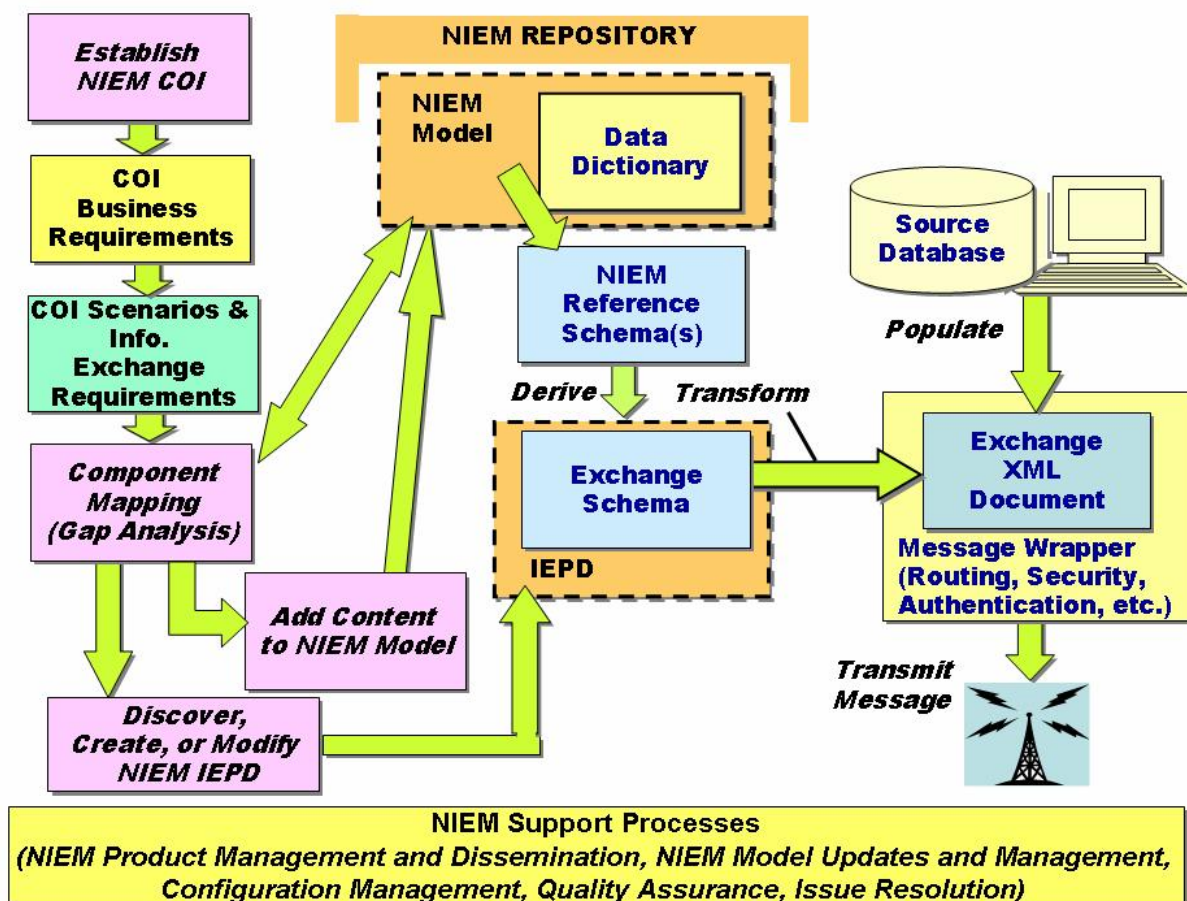 Establish
NIEM COI
COI
Business
Requirements
COI Scenarios &
Info.
Exchange
Requirements
Component
Mapping
(Gap Analysis)
Add Content
to NIEM Model
Discover,
Create, or Modify
NIEM IEPD
NIEM REPOSITORY
NIEM
Model
Data
Dictionary
NIEM
Reference
Schema(s)
Derive
Transform
Exchange
Schema
IEPD
Source
Database
Populate
Exchange
XML
Document
Message Wrapper
(Routing, Security,
Authentication, etc.)
Transmit
Message
NIEM Support Processes
(NIEM Product Management and Dissemination, NIEM Model Updates and Management,
Configuration Management, Quality Assurance, Issue Resolution)